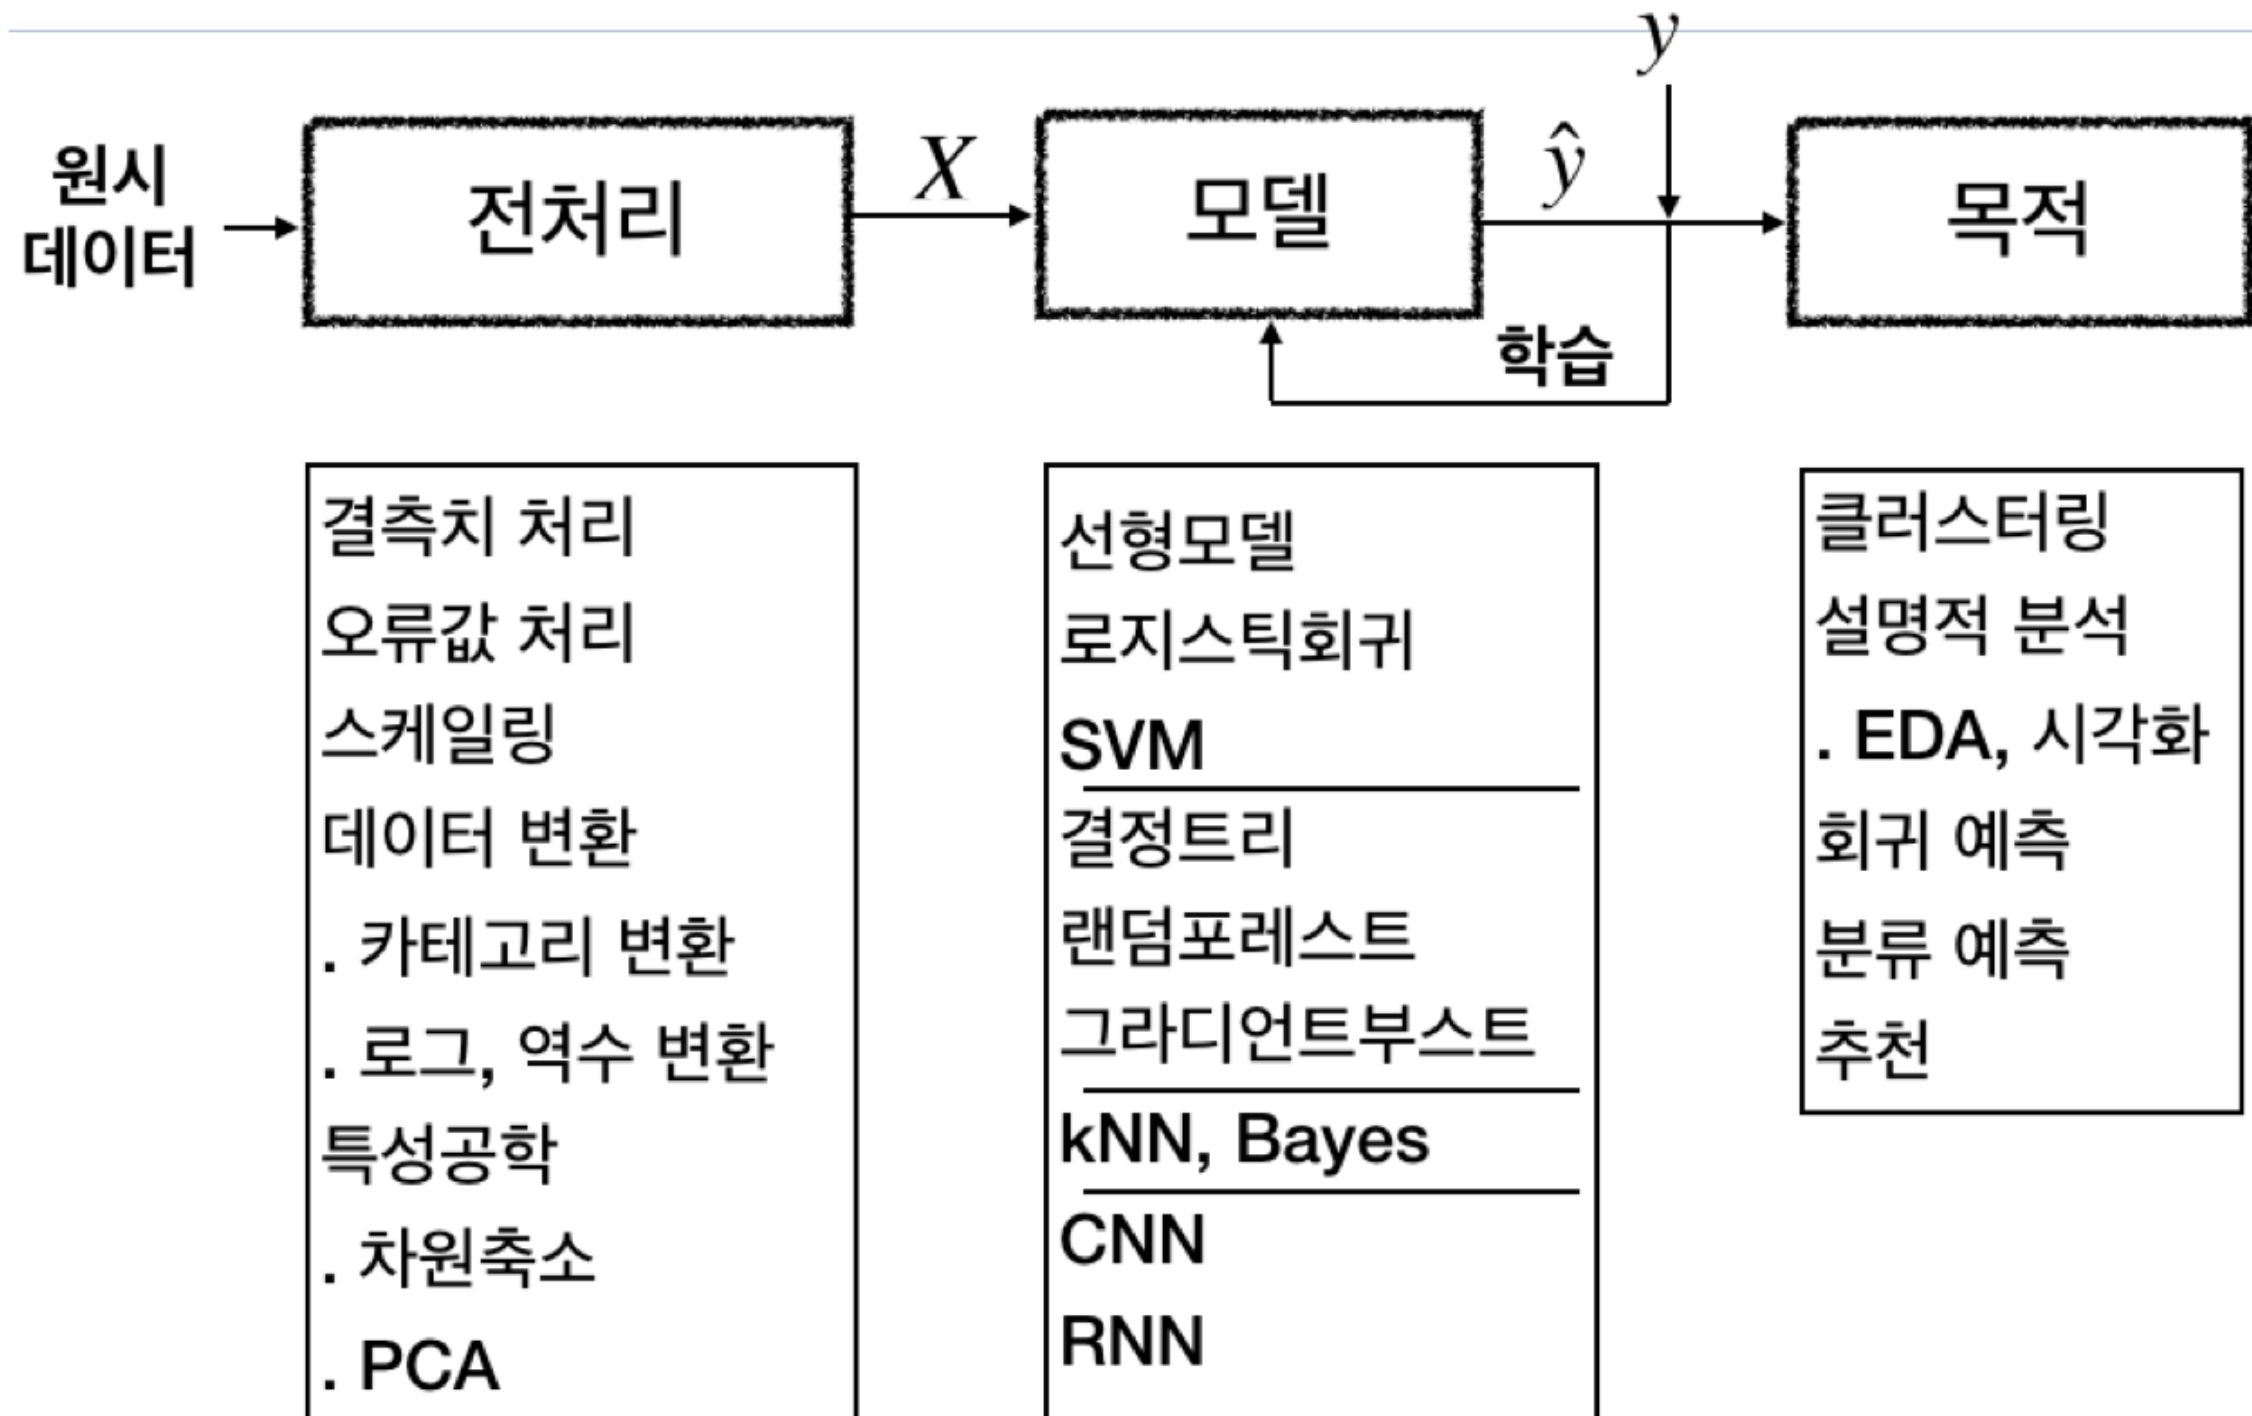 y
원시
데이터
전처리
X
모델
ŷ
목적
학습
결측치 처리
오류값 처리
스케일링
데이터 변환
. 카테고리 변환
. 로그, 역수 변환
특성공학
. 차원축소
. PCA
선형모델
로지스틱회귀
SVM
결정트리
랜덤포레스트
그라디언트부스트
kNN, Bayes
CNN
RNN
클러스터링
설명적 분석
. EDA, 시각화
회귀 예측
분류 예측
추천